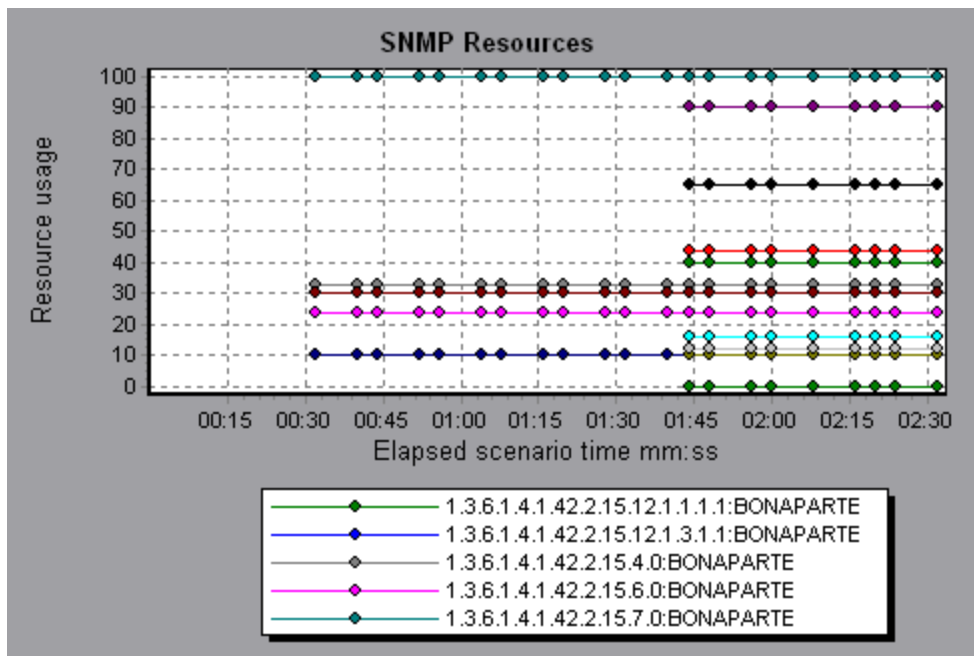 SNMP Resources
Resource usage
100
90
80
70
60
50
40
30
20
10
0
00:15 00:30 00:45 01:00 01:15 01:30 01:45 02:00 02:15 02:30
Elapsed scenario time mm:ss
1.3.6.1.4.1.42.2.15.12.1.1.1.1:BONAPARTE
1.3.6.1.4.1.42.2.15.12.1.3.1.1:BONAPARTE
1.3.6.1.4.1.42.2.15.4.0:BONAPARTE
1.3.6.1.4.1.42.2.15.6.0:BONAPARTE
1.3.6.1.4.1.42.2.15.7.0:BONAPARTE